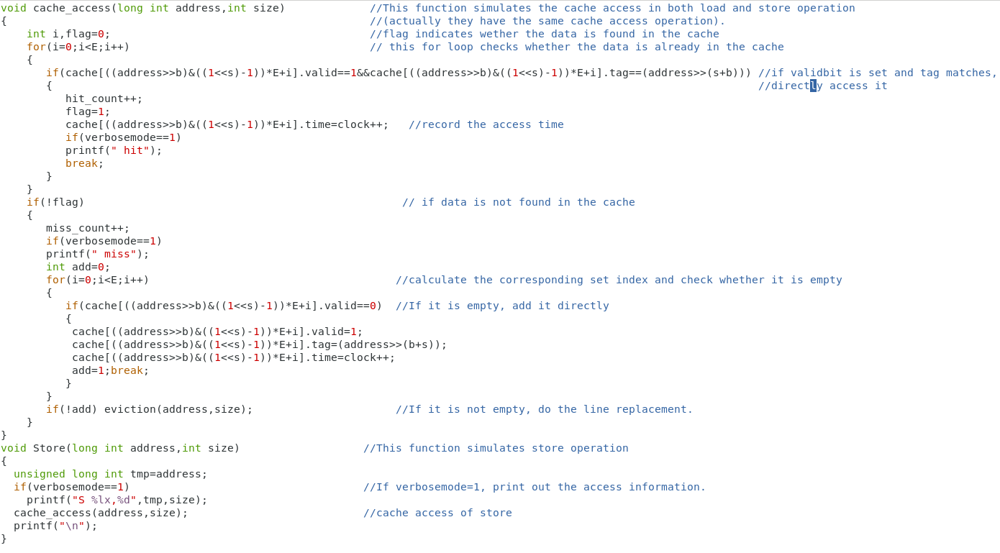 void cache_access(long int address,int size)             //This function simulates the cache access in both load and store operation
{                                                        //(actually they have the same cache access operation).
    int i,flag=0;                                        //flag indicates wether the data is found in the cache
    for(i=0;i<E;i++)                                     // this for loop checks whether the data is already in the cache
    {
       if(cache[((address>>b)&((1<<s)-1))*E+i].valid==1&&cache[((address>>b)&((1<<s)-1))*E+i].tag==(address>>(s+b))) //if validbit is set and tag matches,
       {                                                                                                             //directly access it
          hit_count++;
          flag=1;
          cache[((address>>b)&((1<<s)-1))*E+i].time=clock++;   //record the access time
          if(verbosemode==1)
          printf(" hit");
          break;
       }
    }
    if(!flag)                                                 // if data is not found in the cache
    {
       miss_count++;
       if(verbosemode==1)
       printf(" miss");
       int add=0;
       for(i=0;i<E;i++)                                      //calculate the corresponding set index and check whether it is empty
       {
          if(cache[((address>>b)&((1<<s)-1))*E+i].valid==0)  //If it is empty, add it directly
          {
           cache[((address>>b)&((1<<s)-1))*E+i].valid=1;
           cache[((address>>b)&((1<<s)-1))*E+i].tag=(address>>(b+s));
           cache[((address>>b)&((1<<s)-1))*E+i].time=clock++;
           add=1;break;
          }
       }
       if(!add) eviction(address,size);                      //If it is not empty, do the line replacement.
    }
}
void Store(long int address,int size)                   //This function simulates store operation
{
  unsigned long int tmp=address;
  if(verbosemode==1)                                    //If verbosemode=1, print out the access information.
    printf("S %lx,%d",tmp,size);
  cache_access(address,size);                           //cache access of store
  printf("\n");
}